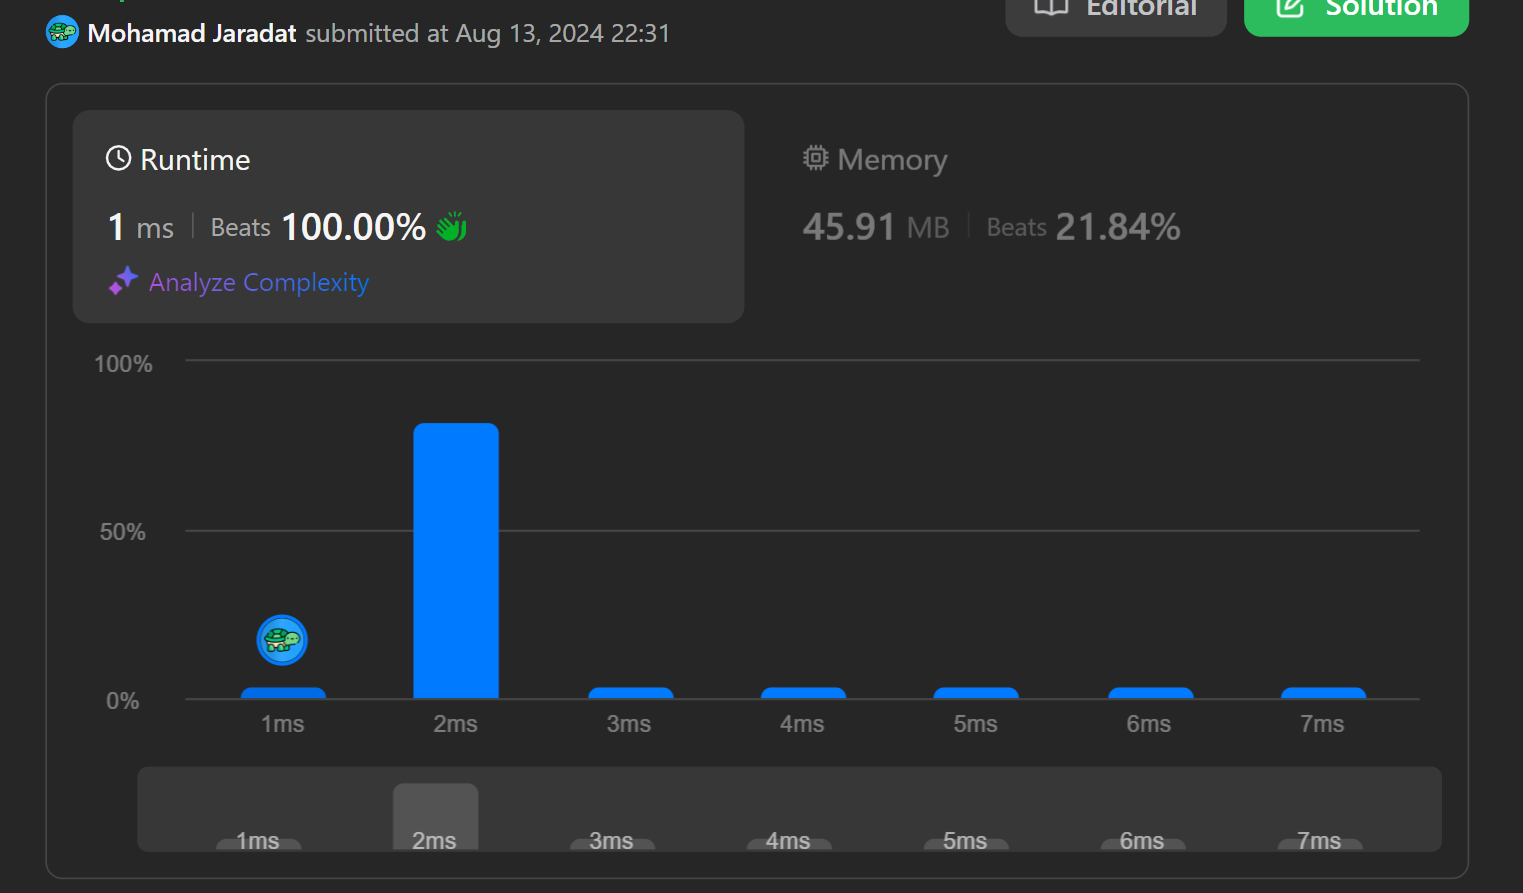 Editorial
Solution
Mohamad Jaradat submitted at Aug 13, 2024 22:31
Runtime
1 ms Beats 100.00%
Analyze Complexity
Memory
45.91 MB Beats 21.84%
100%
50%
0%
1ms 2ms 3ms 4ms 5ms 6ms 7ms
1ms 2ms 3ms 4ms 5ms 6ms 7ms